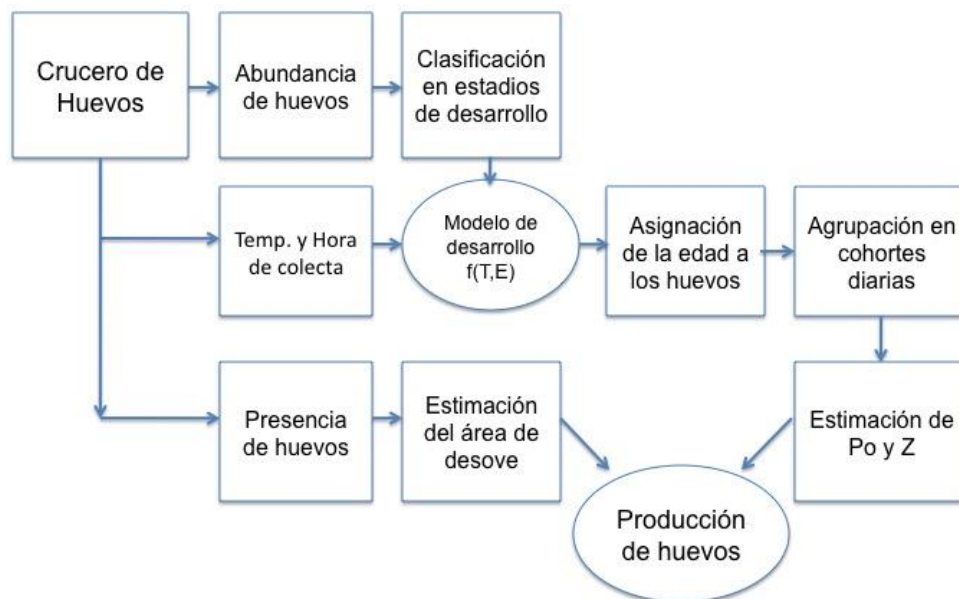 Crucero de
Huevos
Abundancia
de huevos
Clasificación
en estadios
de desarrollo
Temp. y Hora
de colecta
Modelo de
desarrollo
f(T,E)
Asignación
de la edad a
los huevos
Agrupación en
cohortes
diarias
Presencia
de huevos
Estimación
del área de
desove
Estimación de
Po y Z
Producción
de huevos